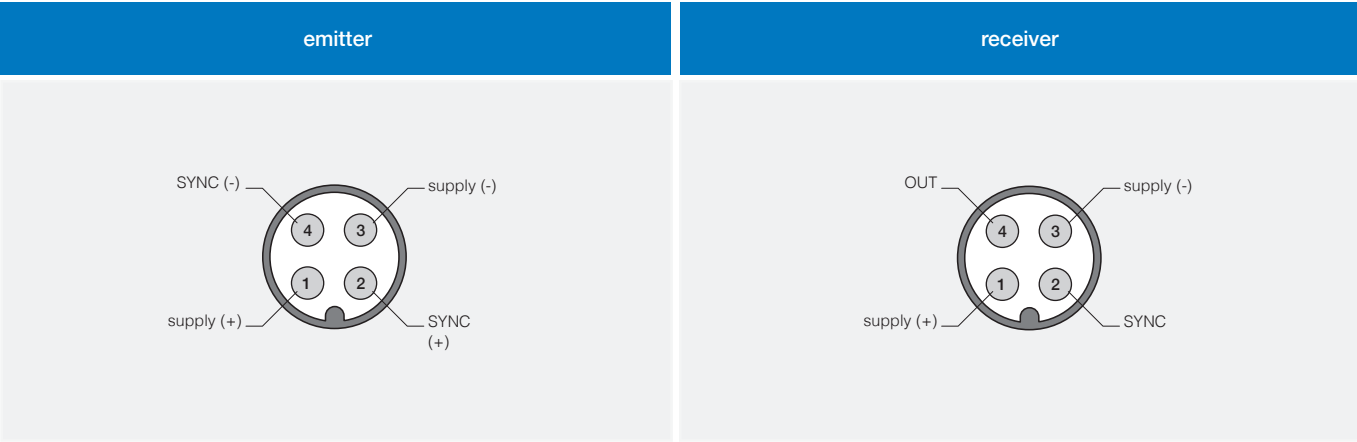 emitter
SYNC (-)
supply (-)
4
3
1
2
supply (+)
SYNC
(+)
receiver
OUT
supply (-)
4
3
1
2
supply (+)
SYNC